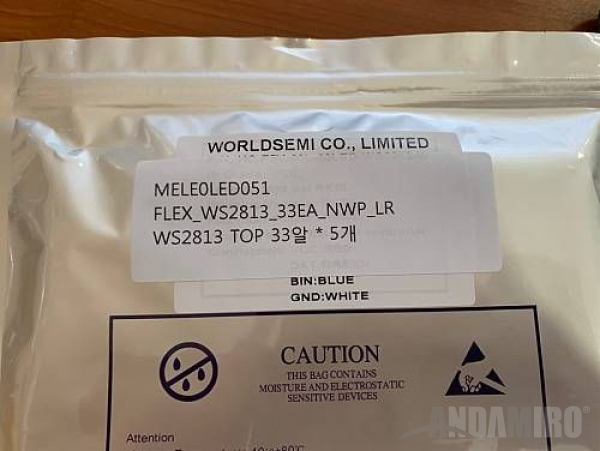 WORLDSEMI CO., LIMITED
MELE0LED051
FLEX_WS2813_33EA_NWP_LR
WS2813 TOP 33알 * 5개
BIN:BLUE
GND:WHITE
CAUTION
THIS BAG CONTAINS
MOISTURE AND ELECTROSTATIC
SENSITIVE DEVICES
Attention
ANDAMIRO®